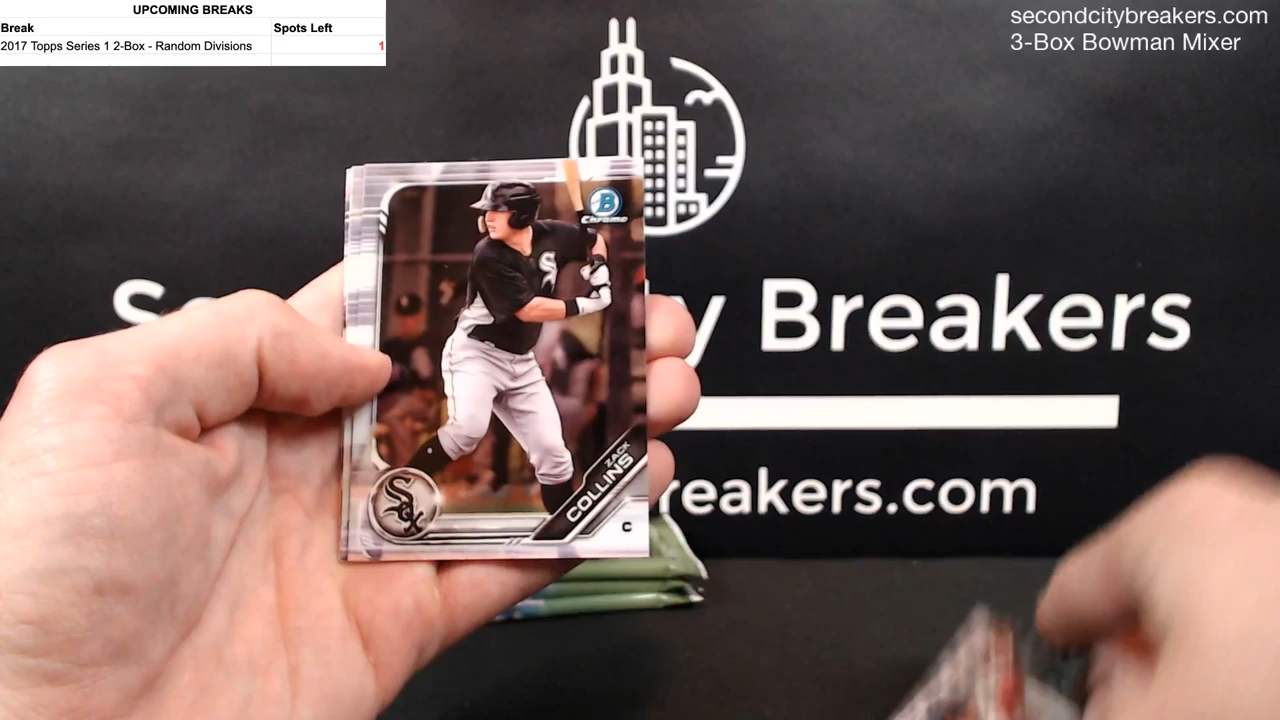 UPCOMING BREAKS
Break Spots Left
2017 Topps Series 1 2-Box - Random Divisions 1
secondcitybreakers.com
3-Box Bowman Mixer
B
Chrome
S
y Breakers
reakers.com
ZACK
COLLINS
C
Sox